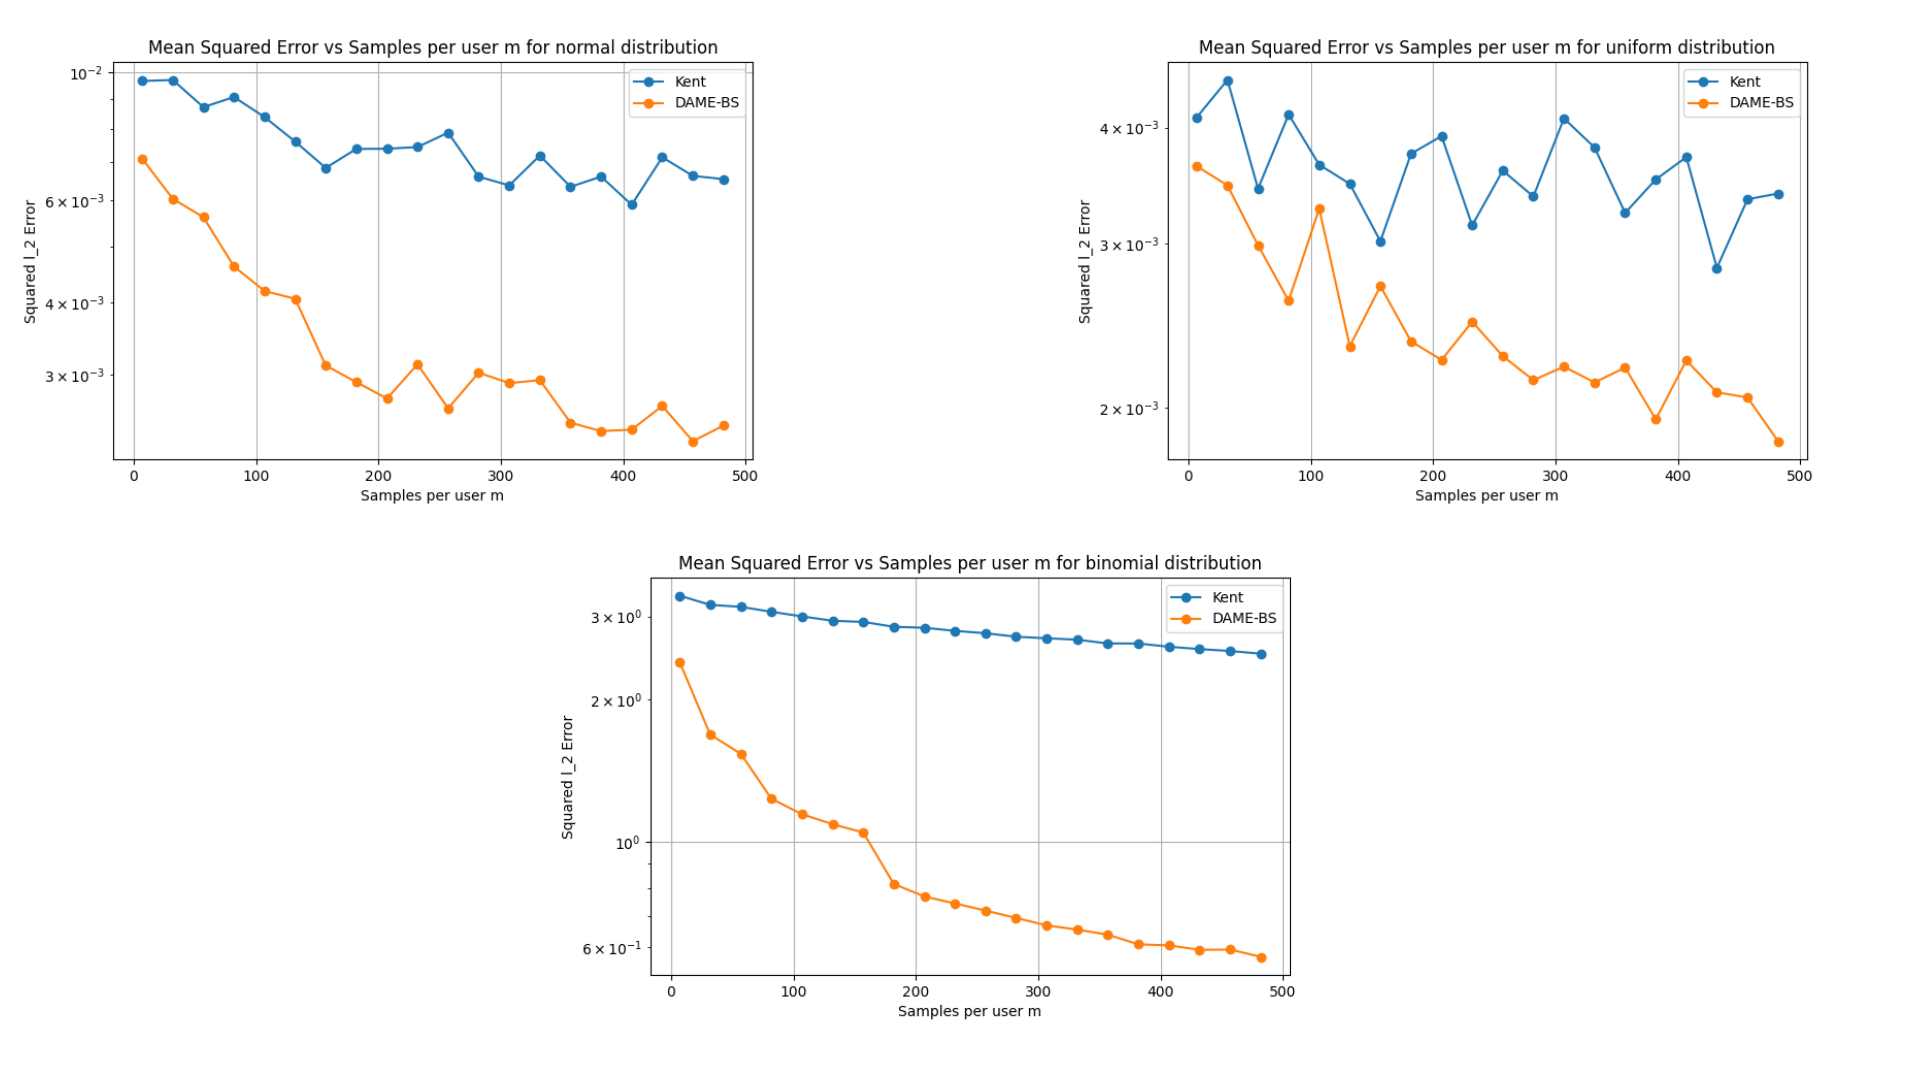 Mean Squared Error vs Samples per user m for normal distribution
10⁻²
6 × 10⁻³
4 × 10⁻³
3 × 10⁻³
Squared l_2 Error
Kent
DAME-BS
0 100 200 300 400 500
Samples per user m
Mean Squared Error vs Samples per user m for uniform distribution
4 × 10⁻³
3 × 10⁻³
2 × 10⁻³
Squared l_2 Error
Kent
DAME-BS
0 100 200 300 400 500
Samples per user m
Mean Squared Error vs Samples per user m for binomial distribution
3 × 10⁰
2 × 10⁰
10⁰
6 × 10⁻¹
Squared l_2 Error
Kent
DAME-BS
0 100 200 300 400 500
Samples per user m